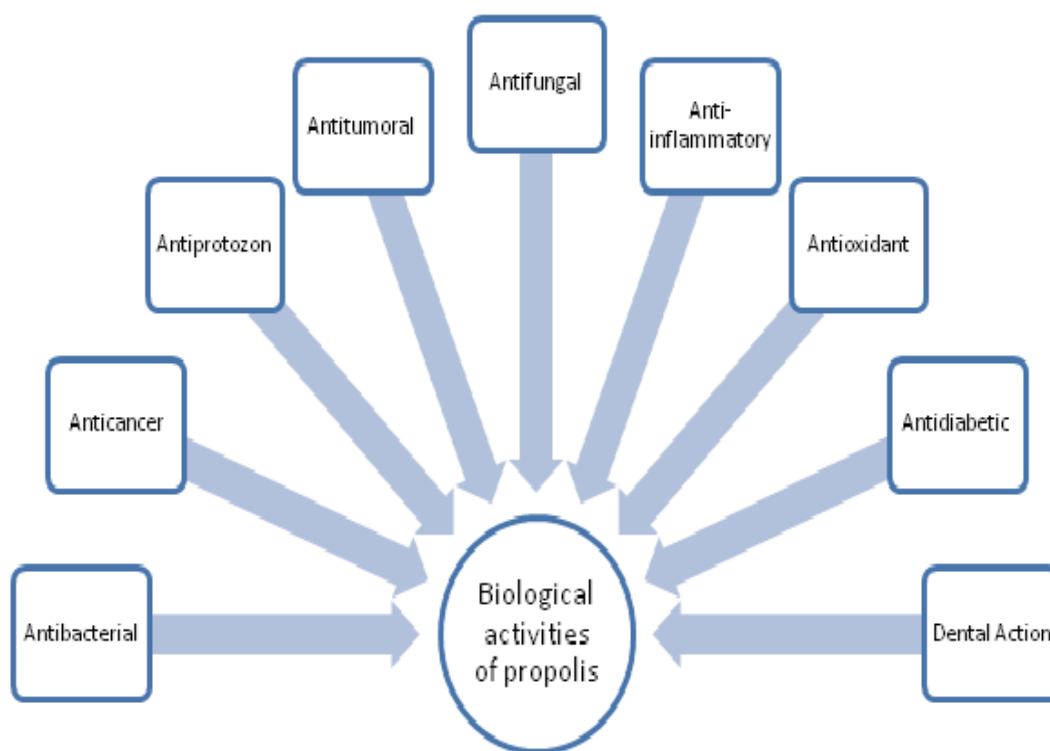 Antifungal
Antitumoral
Anti-
inflammatory
Antiprotozon
Antioxidant
Anticancer
Antidiabetic
Antibacterial
Biological
activities
of propolis
Dental Action